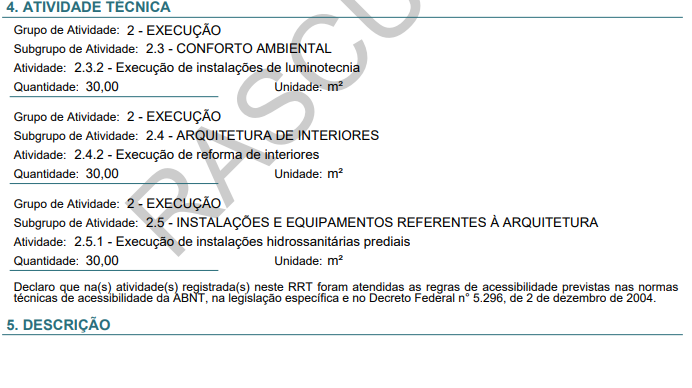 4. ATIVIDADE TÉCNICA
Grupo de Atividade: 2 - EXECUÇÃO
Subgrupo de Atividade: 2.3 - CONFORTO AMBIENTAL
Atividade: 2.3.2 - Execução de instalações de luminotecnia
Quantidade: 30,00 Unidade: m²
Grupo de Atividade: 2 - EXECUÇÃO
Subgrupo de Atividade: 2.4 - ARQUITETURA DE INTERIORES
Atividade: 2.4.2 - Execução de reforma de interiores
Quantidade: 30,00 Unidade: m²
Grupo de Atividade: 2 - EXECUÇÃO
Subgrupo de Atividade: 2.5 - INSTALAÇÕES E EQUIPAMENTOS REFERENTES À ARQUITETURA
Atividade: 2.5.1 - Execução de instalações hidrossanitárias prediais
Quantidade: 30,00 Unidade: m²
Declaro que na(s) atividade(s) registrada(s) neste RRT foram atendidas as regras de acessibilidade previstas nas normas
técnicas de acessibilidade da ABNT, na legislação específica e no Decreto Federal n° 5.296, de 2 de dezembro de 2004.
5. DESCRIÇÃO
RASCU